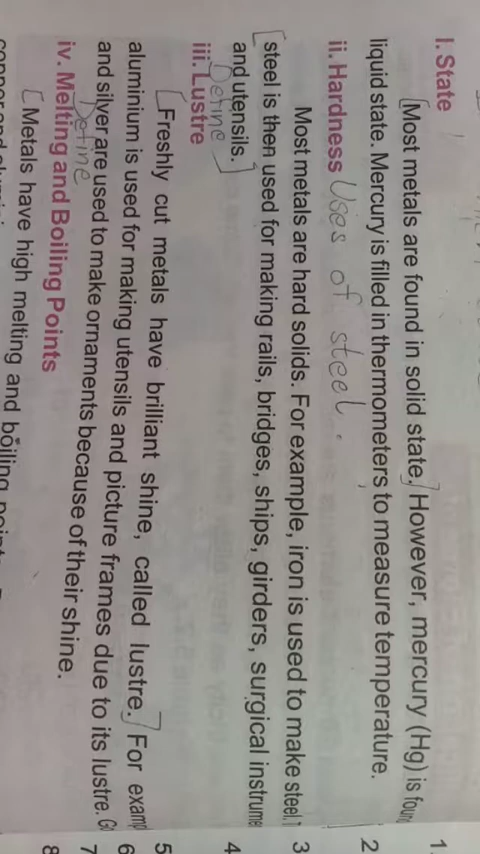 I. State
[Most metals are found in solid state.] However, mercury (Hg) is foun
liquid state. Mercury is filled in thermometers to measure temperature.
ii. Hardness Uses of steel.
Most metals are hard solids. For example, iron is used to make steel.]
[steel is then used for making rails, bridges, ships, girders, surgical instrume
and utensils.]
Define
iii. Lustre
[Freshly cut metals have brilliant shine, called lustre.] For examp
aluminium is used for making utensils and picture frames due to its lustre. G
and silver are used to make ornaments because of their shine.
Define
iv. Melting and Boiling Points
[Metals have high melting and boiling
1.
2
3
4
5
6
7
8